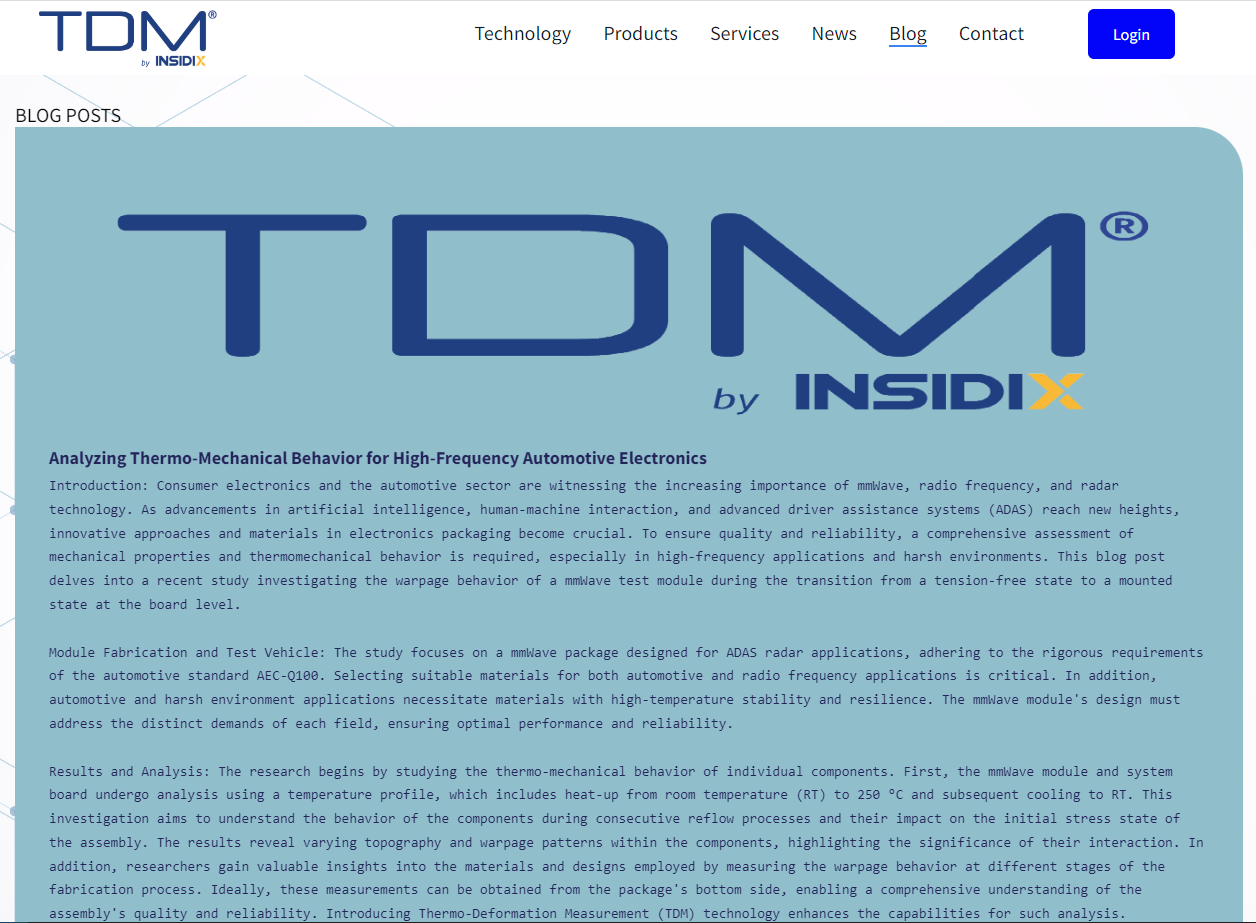 TDM®
by INSIDIX
Technology Products Services News Blog Contact Login
BLOG POSTS
TDM®
by INSIDIX
Analyzing Thermo-Mechanical Behavior for High-Frequency Automotive Electronics
Introduction: Consumer electronics and the automotive sector are witnessing the increasing importance of mmWave, radio frequency, and radar
technology. As advancements in artificial intelligence, human-machine interaction, and advanced driver assistance systems (ADAS) reach new heights,
innovative approaches and materials in electronics packaging become crucial. To ensure quality and reliability, a comprehensive assessment of
mechanical properties and thermomechanical behavior is required, especially in high-frequency applications and harsh environments. This blog post
delves into a recent study investigating the warpage behavior of a mmWave test module during the transition from a tension-free state to a mounted
state at the board level.
Module Fabrication and Test Vehicle: The study focuses on a mmWave package designed for ADAS radar applications, adhering to the rigorous requirements
of the automotive standard AEC-Q100. Selecting suitable materials for both automotive and radio frequency applications is critical. In addition,
automotive and harsh environment applications necessitate materials with high-temperature stability and resilience. The mmWave module's design must
address the distinct demands of each field, ensuring optimal performance and reliability.
Results and Analysis: The research begins by studying the thermo-mechanical behavior of individual components. First, the mmWave module and system
board undergo analysis using a temperature profile, which includes heat-up from room temperature (RT) to 250 °C and subsequent cooling to RT. This
investigation aims to understand the behavior of the components during consecutive reflow processes and their impact on the initial stress state of
the assembly. The results reveal varying topography and warpage patterns within the components, highlighting the significance of their interaction. In
addition, researchers gain valuable insights into the materials and designs employed by measuring the warpage behavior at different stages of the
fabrication process. Ideally, these measurements can be obtained from the package's bottom side, enabling a comprehensive understanding of the
assembly's quality and reliability. Introducing Thermo-Deformation Measurement (TDM) technology enhances the capabilities for such analysis.